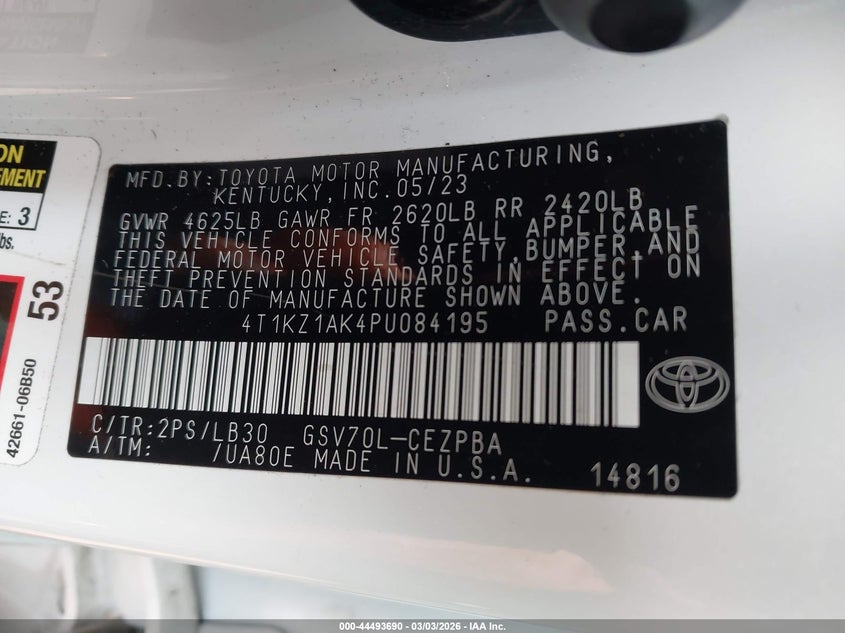 ON
EMENT
E: 3
lbs.
53
42661-06B50
MFD.BY:TOYOTA MOTOR MANUFACTURING,
KENTUCKY,INC.05/23
GVWR 4625LB GAWR FR 2620LB RR 2420LB
THIS VEHICLE CONFORMS TO ALL APPLICABLE
FEDERAL MOTOR VEHICLE SAFETY,BUMPER,AND
THEFT PREVENTION STANDARDS IN EFFECT ON
THE DATE OF MANUFACTURE SHOWN ABOVE.
4T1KZ1AK4PU084195 PASS.CAR
C/TR:2PS/LB30 GSV70L-CEZPBA
A/TM: /UA80E MADE IN U.S.A. 14816
000-44493690 - 03/03/2026 - IAA Inc.